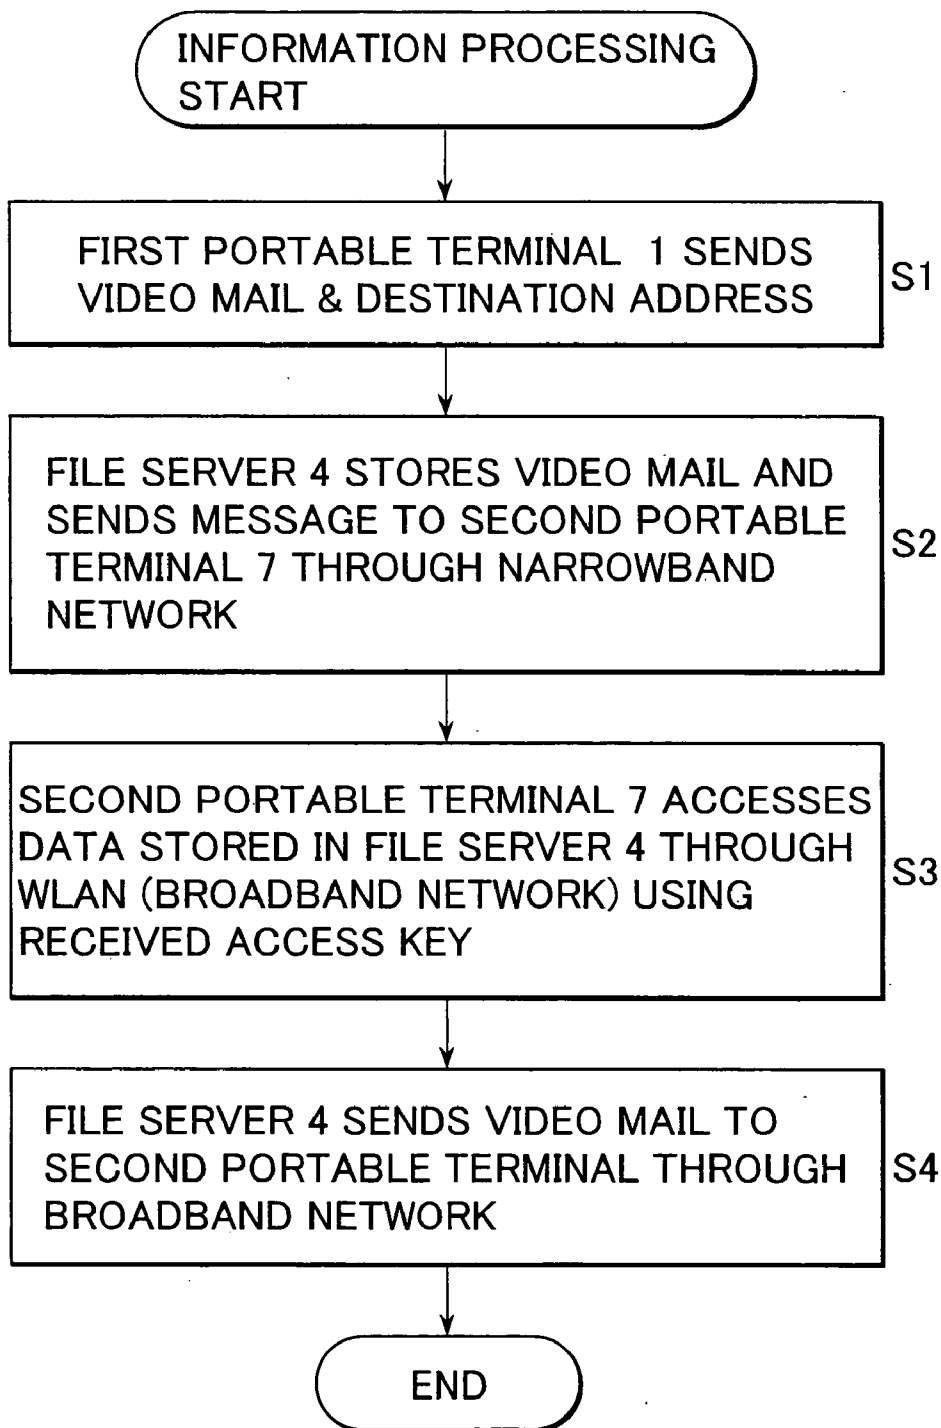 INFORMATION PROCESSING
START
FIRST PORTABLE TERMINAL 1 SENDS
VIDEO MAIL & DESTINATION ADDRESS
S1
FILE SERVER 4 STORES VIDEO MAIL AND
SENDS MESSAGE TO SECOND PORTABLE
TERMINAL 7 THROUGH NARROWBAND
NETWORK
S2
SECOND PORTABLE TERMINAL 7 ACCESSES
DATA STORED IN FILE SERVER 4 THROUGH
WLAN (BROADBAND NETWORK) USING
RECEIVED ACCESS KEY
S3
FILE SERVER 4 SENDS VIDEO MAIL TO
SECOND PORTABLE TERMINAL THROUGH
BROADBAND NETWORK
S4
END